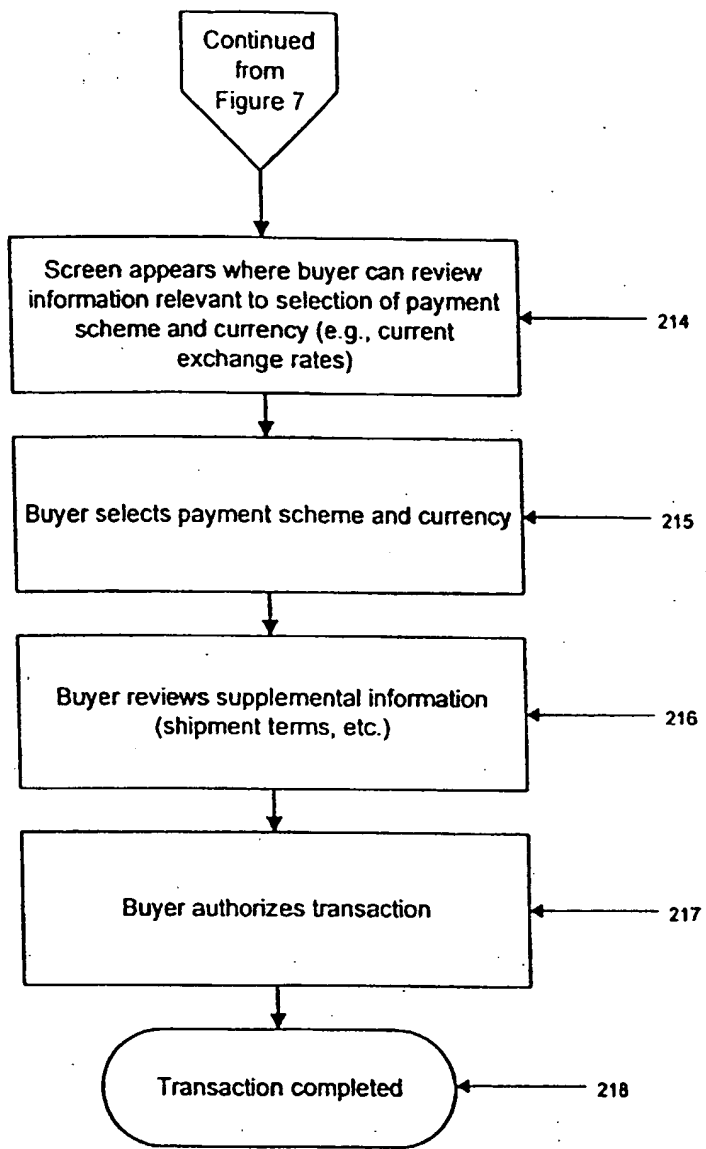 Continued
from
Figure 7
Screen appears where buyer can review
information relevant to selection of payment
scheme and currency (e.g., current
exchange rates)
214
Buyer selects payment scheme and currency
215
Buyer reviews supplemental information
(shipment terms, etc.)
216
Buyer authorizes transaction
217
Transaction completed
218